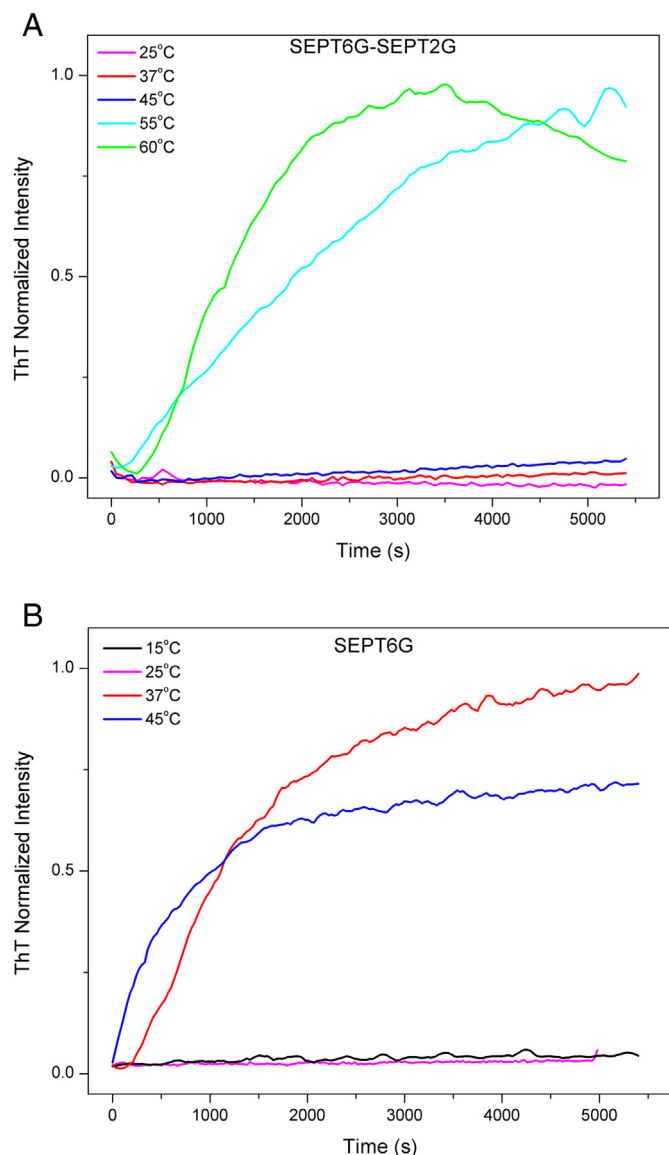 A
SEPT6G-SEPT2G
25°C
37°C
45°C
55°C
60°C
1.0
0.5
0.0
ThT Normalized Intensity
0 1000 2000 3000 4000 5000
Time (s)
B
SEPT6G
15°C
25°C
37°C
45°C
1.0
0.5
0.0
ThT Normalized Intensity
0 1000 2000 3000 4000 5000
Time (s)